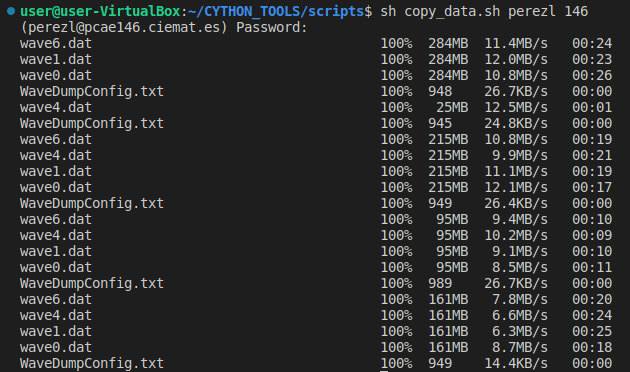 user@user-VirtualBox:~/CYTHON_TOOLS/scripts$ sh copy_data.sh perezl 146
(perezl@pcae146.ciemat.es) Password:
wave6.dat 100% 284MB 11.4MB/s 00:24
wave1.dat 100% 284MB 12.0MB/s 00:23
wave0.dat 100% 284MB 10.8MB/s 00:26
WaveDumpConfig.txt 100% 948 26.7KB/s 00:00
wave4.dat 100% 25MB 12.5MB/s 00:01
WaveDumpConfig.txt 100% 945 24.8KB/s 00:00
wave6.dat 100% 215MB 10.8MB/s 00:19
wave4.dat 100% 215MB 9.9MB/s 00:21
wave1.dat 100% 215MB 11.1MB/s 00:19
wave0.dat 100% 215MB 12.1MB/s 00:17
WaveDumpConfig.txt 100% 949 26.4KB/s 00:00
wave6.dat 100% 95MB 9.4MB/s 00:10
wave4.dat 100% 95MB 10.2MB/s 00:09
wave1.dat 100% 95MB 9.1MB/s 00:10
wave0.dat 100% 95MB 8.5MB/s 00:11
WaveDumpConfig.txt 100% 989 26.7KB/s 00:00
wave6.dat 100% 161MB 7.8MB/s 00:20
wave4.dat 100% 161MB 6.6MB/s 00:24
wave1.dat 100% 161MB 6.3MB/s 00:25
wave0.dat 100% 161MB 8.7MB/s 00:18
WaveDumpConfig.txt 100% 949 14.4KB/s 00:00